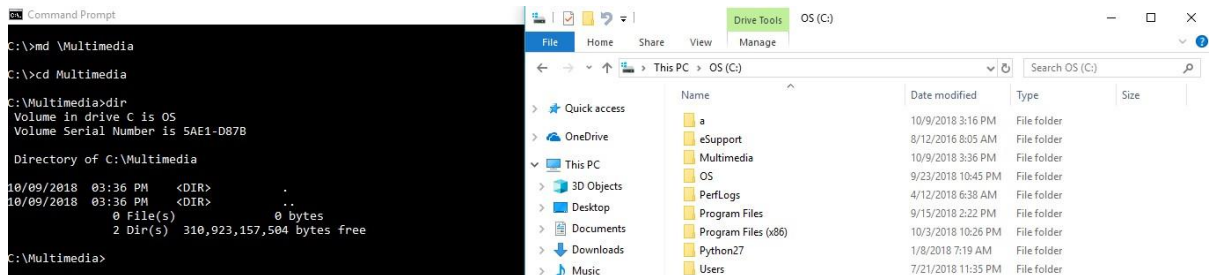 Command Prompt
C:\>md \Multimedia
C:\>cd Multimedia
C:\Multimedia>dir
Volume in drive C is OS
Volume Serial Number is 5AE1-D87B
Directory of C:\Multimedia
10/09/2018 03:36 PM <DIR> .
10/09/2018 03:36 PM <DIR> ..
0 File(s) 0 bytes
2 Dir(s) 310,923,157,504 bytes free
C:\Multimedia>
Drive Tools OS (C:)
File Home Share View Manage
This PC > OS (C:) Search OS (C:)
Name Date modified Type Size
Quick access
OneDrive
This PC
3D Objects
Desktop
Documents
Downloads
Music
a 10/9/2018 3:16 PM File folder
eSupport 8/12/2016 8:05 AM File folder
Multimedia 10/9/2018 3:36 PM File folder
OS 9/23/2018 10:45 PM File folder
PerfLogs 4/12/2018 6:38 AM File folder
Program Files 9/15/2018 2:22 PM File folder
Program Files (x86) 10/3/2018 10:26 PM File folder
Python27 1/8/2018 7:19 AM File folder
Users 7/21/2018 11:35 PM File folder